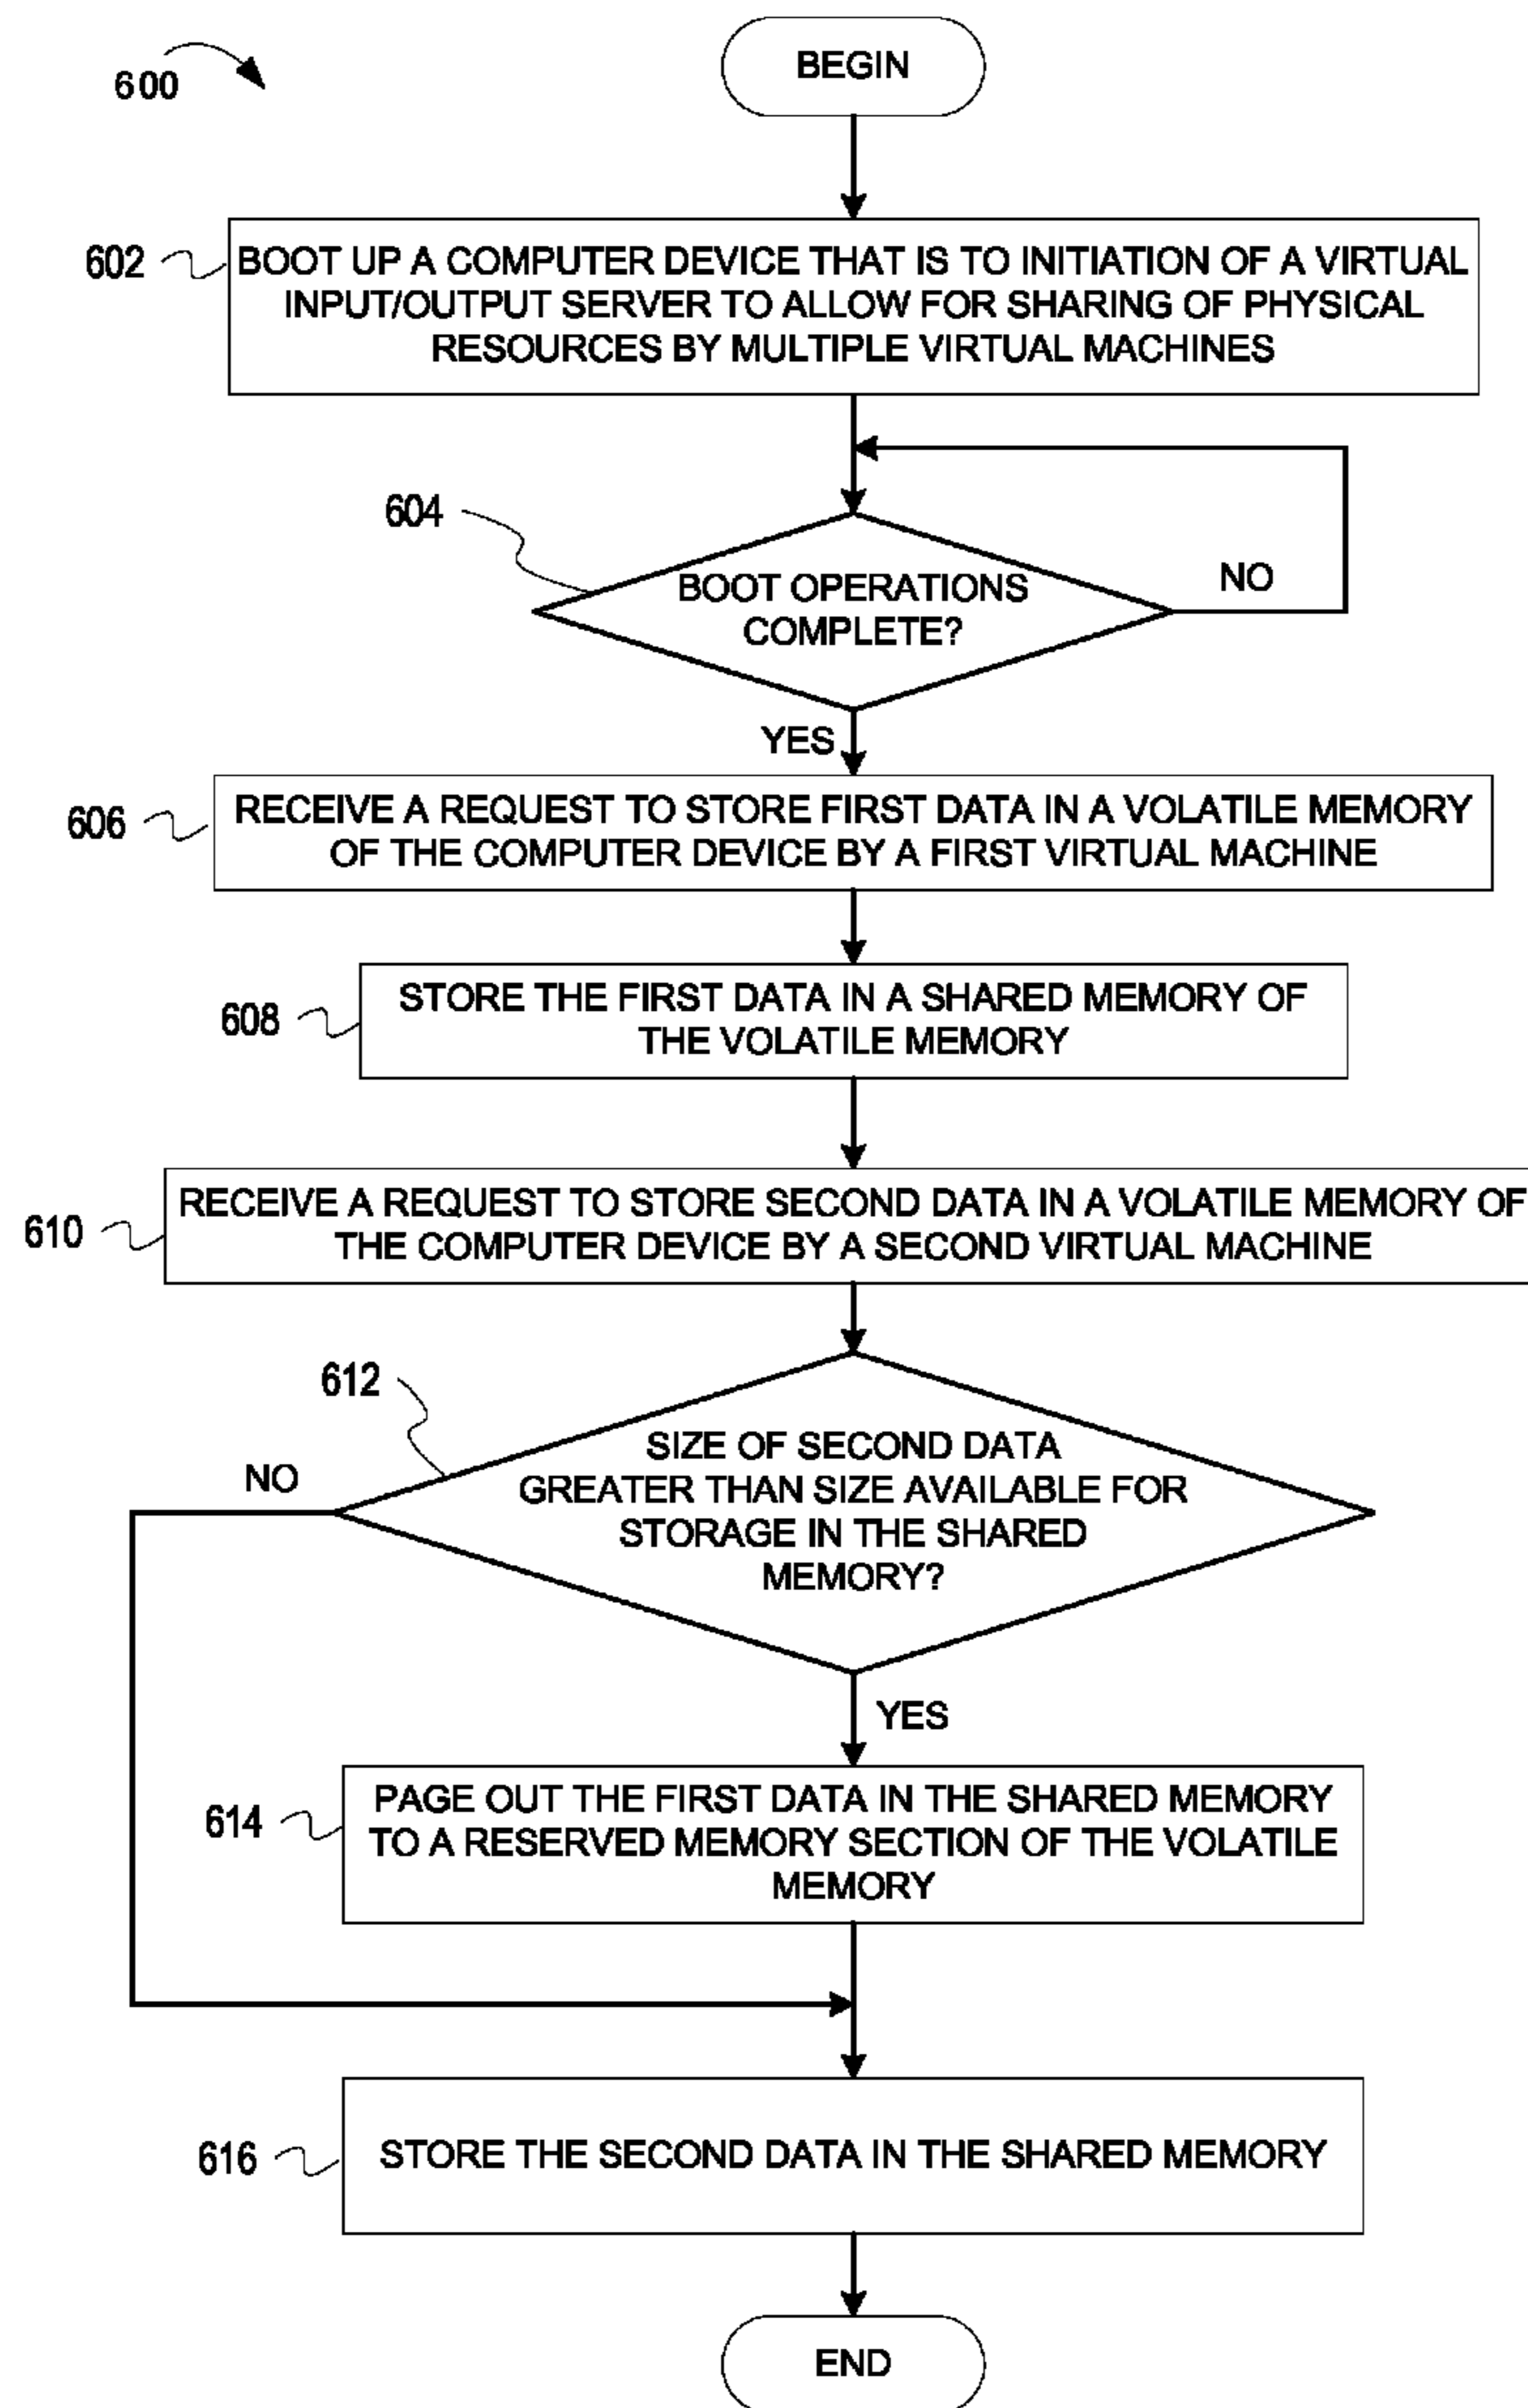 600
BEGIN
602
BOOT UP A COMPUTER DEVICE THAT IS TO INITIATION OF A VIRTUAL
INPUT/OUTPUT SERVER TO ALLOW FOR SHARING OF PHYSICAL
RESOURCES BY MULTIPLE VIRTUAL MACHINES
604
BOOT OPERATIONS
COMPLETE?
NO
YES
606
RECEIVE A REQUEST TO STORE FIRST DATA IN A VOLATILE MEMORY
OF THE COMPUTER DEVICE BY A FIRST VIRTUAL MACHINE
608
STORE THE FIRST DATA IN A SHARED MEMORY OF
THE VOLATILE MEMORY
610
RECEIVE A REQUEST TO STORE SECOND DATA IN A VOLATILE MEMORY OF
THE COMPUTER DEVICE BY A SECOND VIRTUAL MACHINE
612
SIZE OF SECOND DATA
GREATER THAN SIZE AVAILABLE FOR
STORAGE IN THE SHARED
MEMORY?
NO
YES
614
PAGE OUT THE FIRST DATA IN THE SHARED MEMORY
TO A RESERVED MEMORY SECTION OF THE VOLATILE
MEMORY
616
STORE THE SECOND DATA IN THE SHARED MEMORY
END